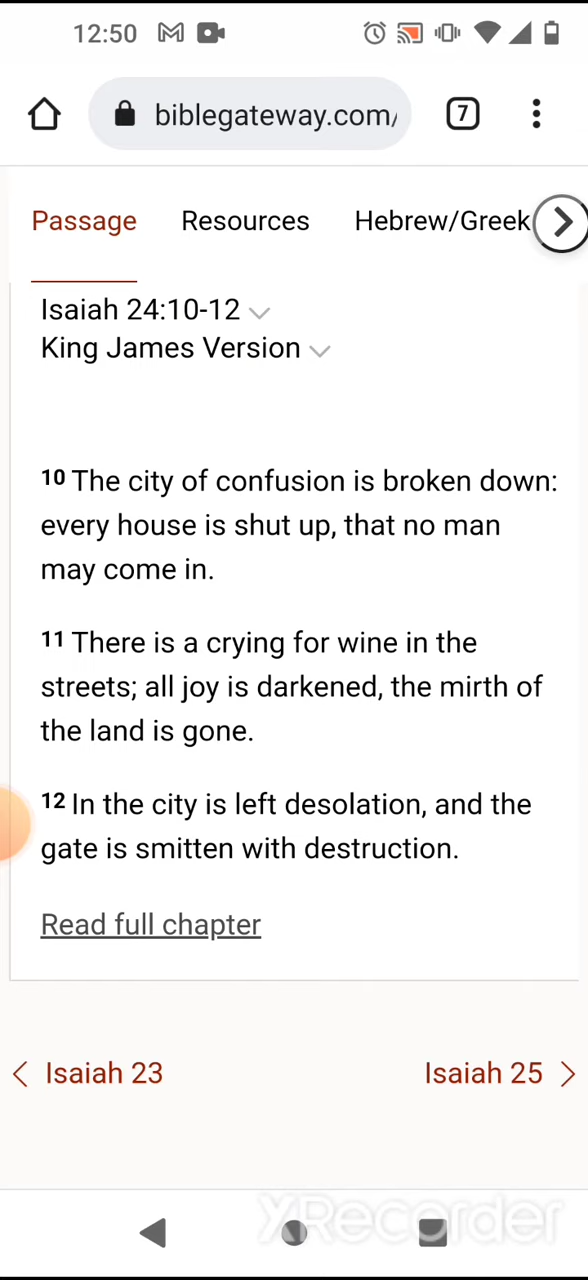 12:50
biblegateway.com/
7
Passage Resources Hebrew/Greek
Isaiah 24:10-12
King James Version
10 The city of confusion is broken down:
every house is shut up, that no man
may come in.
11 There is a crying for wine in the
streets; all joy is darkened, the mirth of
the land is gone.
12 In the city is left desolation, and the
gate is smitten with destruction.
Read full chapter
Isaiah 23 Isaiah 25
XRecorder